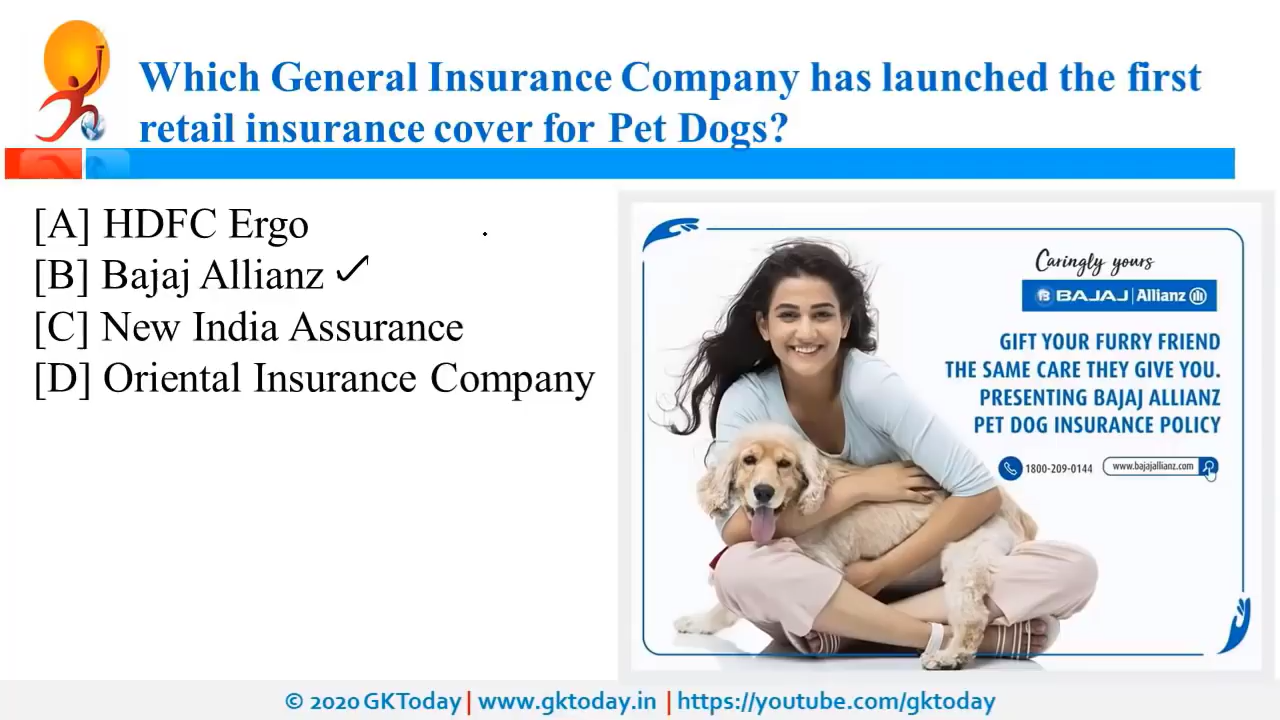 Which General Insurance Company has launched the first
retail insurance cover for Pet Dogs?
[A] HDFC Ergo
[B] Bajaj Allianz
[C] New India Assurance
[D] Oriental Insurance Company
Caringly yours
BAJAJ | Allianz
GIFT YOUR FURRY FRIEND
THE SAME CARE THEY GIVE YOU.
PRESENTING BAJAJ ALLIANZ
PET DOG INSURANCE POLICY
1800-209-0144 www.bajajallianz.com
© 2020 GKToday | www.gktoday.in | https://youtube.com/gktoday